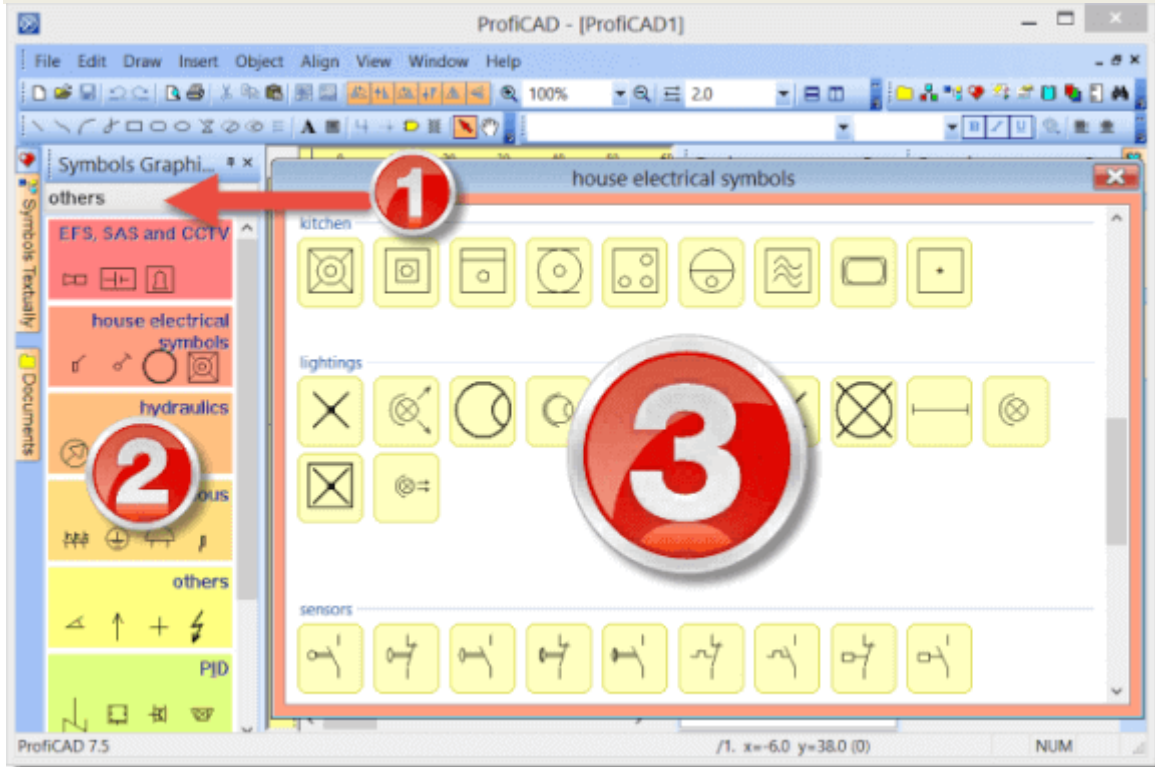 ProfiCAD - [ProfiCAD1]
File Edit Draw Insert Object Align View Window Help
100% 2.0
A B I U
Symbols Graphi...
others
1
house electrical symbols
Symbols Textually
Documents
EFS, SAS and CCTV
house electrical
symbols
hydraulics
2
others
PJD
kitchen
lightings
3
sensors
ProfiCAD 7.5 /1. x=-6.0 y=38.0 (0) NUM